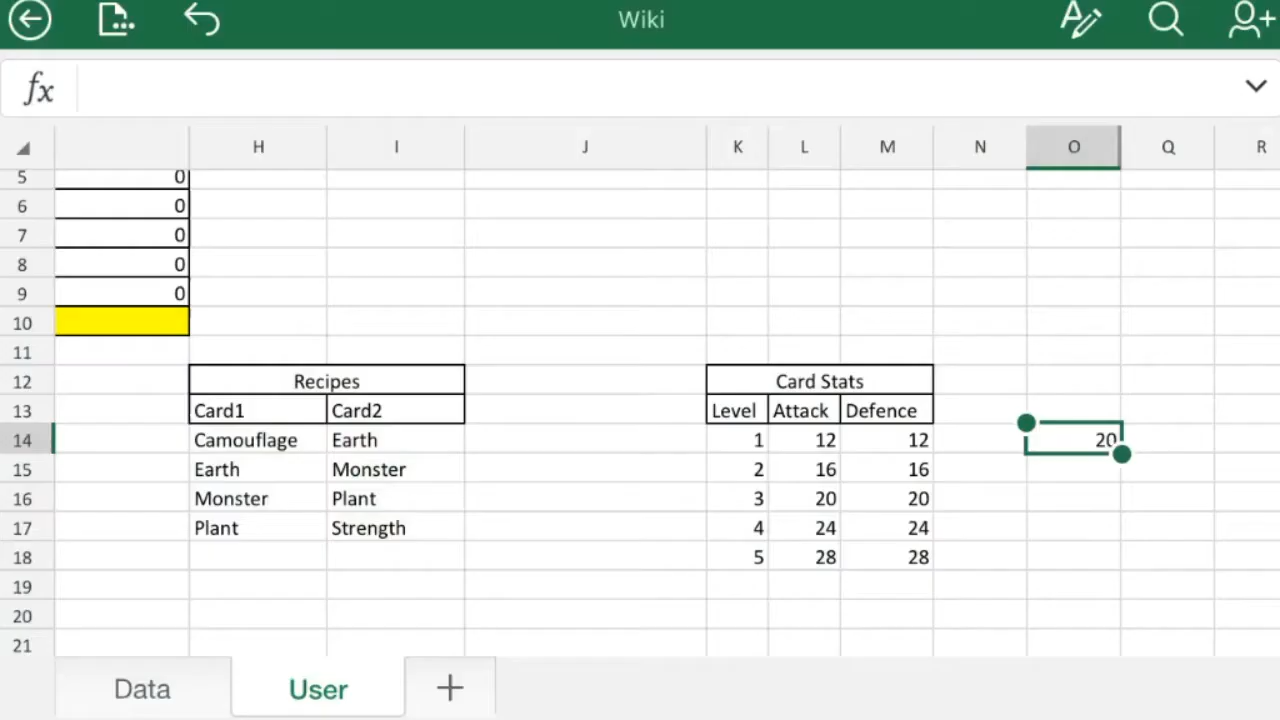 Wiki
fx
H I J K L M N O Q R
5 0
6 0
7 0
8 0
9 0
10
11
12 Recipes Card Stats
13 Card1 Card2 Level Attack Defence
14 Camouflage Earth 1 12 12 20
15 Earth Monster 2 16 16
16 Monster Plant 3 20 20
17 Plant Strength 4 24 24
18 5 28 28
19
20
21
Data User +